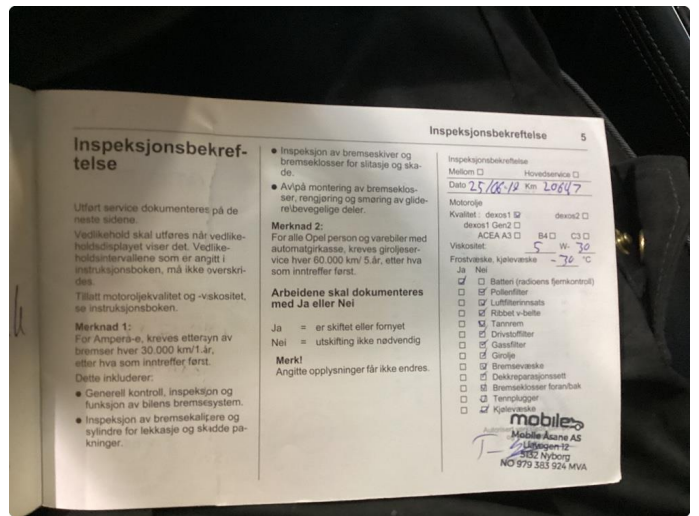 Inspeksjonsbekreftelse 5
Inspeksjonsbekref-
telse
Utført service dokumenteres på de
neste sidene.
Vedlikehold skal utføres når vedlike-
holdsdisplayet viser det. Vedlike-
holdsintervallene som er angitt i
instruksjonsboken, må ikke overskri-
des.
Tillatt motoroljekvalitet og -viskositet,
se instruksjonsboken.
Merknad 1:
For Ampera-e, kreves ettersyn av
bremser hver 30.000 km/1.år,
etter hva som inntreffer først.
Dette inkluderer:
● Generell kontroll, inspeksjon og
funksjon av bilens bremsesystem.
● Inspeksjon av bremsekalipere og
sylindre for lekkasje og skadde pa-
kninger.
● Inspeksjon av bremseskiver og
bremseklosser for slitasje og ska-
de.
● Av/på montering av bremseklos-
ser, rengjøring og smøring av glide-
re/bevegelige deler.
Merknad 2:
For alle Opel person og varebiler med
automatgirkasse, kreves giroljeser-
vice hver 60.000 km/ 5.år, etter hva
som inntreffer først.
Arbeidene skal dokumenteres
med Ja eller Nei
Ja = er skiftet eller fornyet
Nei = utskifting ikke nødvendig
Merk!
Angitte opplysninger får ikke endres.
Inspeksjonsbekreftelse
Mellom Hovedservice
Dato 25/06-19 Km 20647
Motorolje
Kvalitet : dexos1 dexos2
dexos1 Gen2
ACEA A3 B4 C3
Viskositet: 5 W- 30
Frostvæske, kjølevæske -30 °C
Ja Nei
Batteri (radioens fjernkontroll)
Pollenfilter
Luftfilterinnsats
Ribbet v-belte
Tannrem
Drivstoffilter
Gassfilter
Girolje
Bremsevæske
Dekkreparasjonssett
Bremseklosser foran/bak
Tennplugger
Kjølevæske
mobile
Mobile Åsane AS
Liavegen 12
5132 Nyborg
NO 979 383 924 MVA